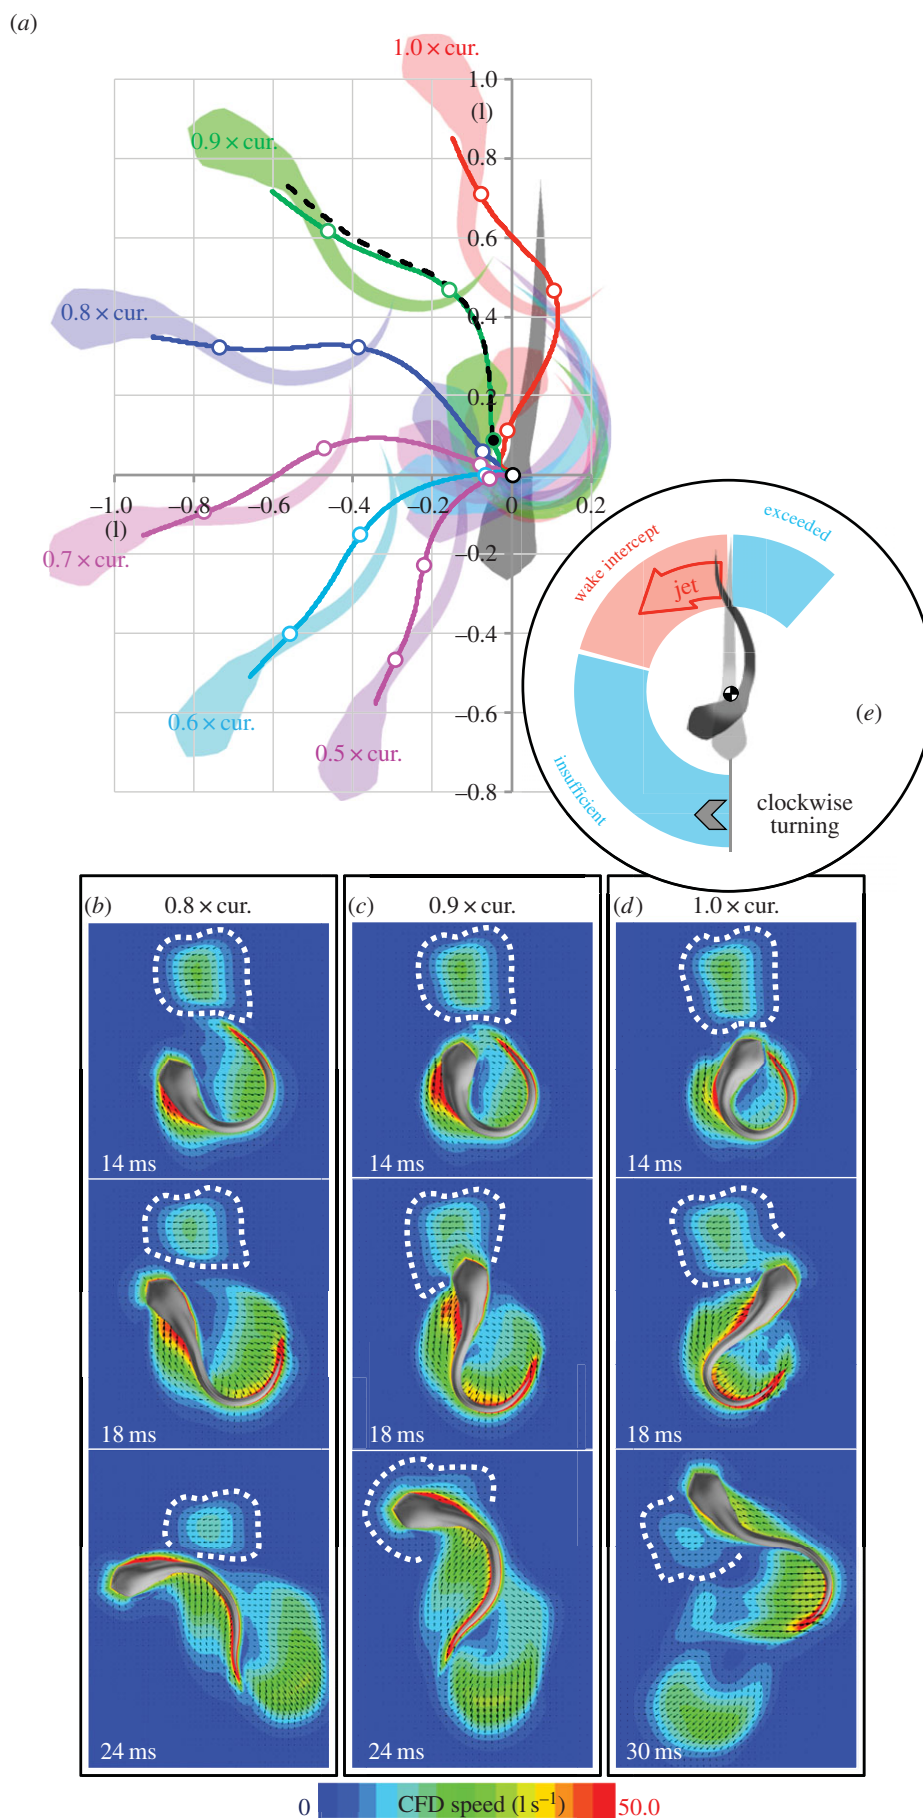 (a)
1.0 × cur.
1.0
(l)
0.9 × cur.
0.8
0.6
0.8 × cur.
0.4
0.2
–1.0
–0.8
–0.6
–0.4
–0.2
0
0.2
(l)
0.7 × cur.
–0.2
–0.4
0.6 × cur.
–0.6
0.5 × cur.
–0.8
exceeded
wake intercept
jet
(e)
insufficient
clockwise
turning
(b) 0.8 × cur.
(c) 0.9 × cur.
(d) 1.0 × cur.
14 ms
14 ms
14 ms
18 ms
18 ms
18 ms
24 ms
24 ms
30 ms
0 CFD speed (l s⁻¹) 50.0